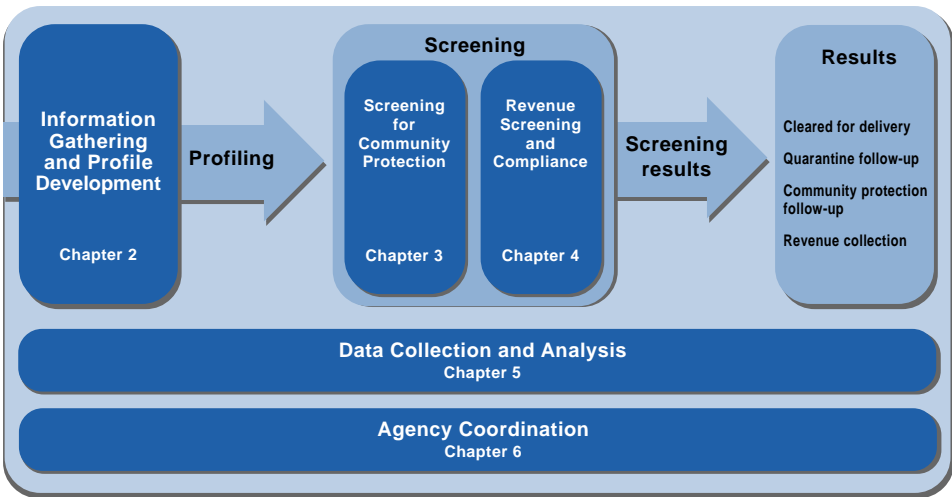 Information
Gathering
and Profile
Development
Chapter 2
Profiling
Screening
Screening
for
Community
Protection
Chapter 3
Revenue
Screening
and
Compliance
Chapter 4
Screening
results
Results
Cleared for delivery
Quarantine follow-up
Community protection
follow-up
Revenue collection
Data Collection and Analysis
Chapter 5
Agency Coordination
Chapter 6